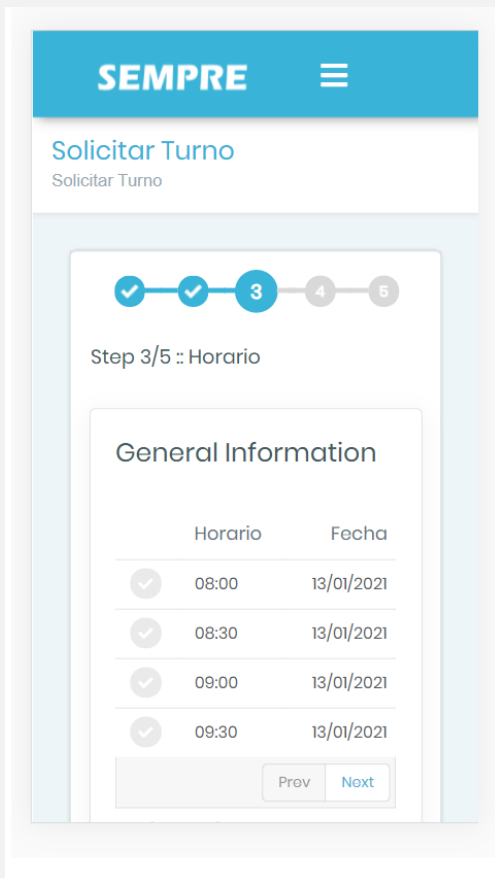 SEMPRE
Solicitar Turno
Solicitar Turno
3 4 5
Step 3/5 :: Horario
General Information
Horario Fecha
08:00 13/01/2021
08:30 13/01/2021
09:00 13/01/2021
09:30 13/01/2021
Prev Next